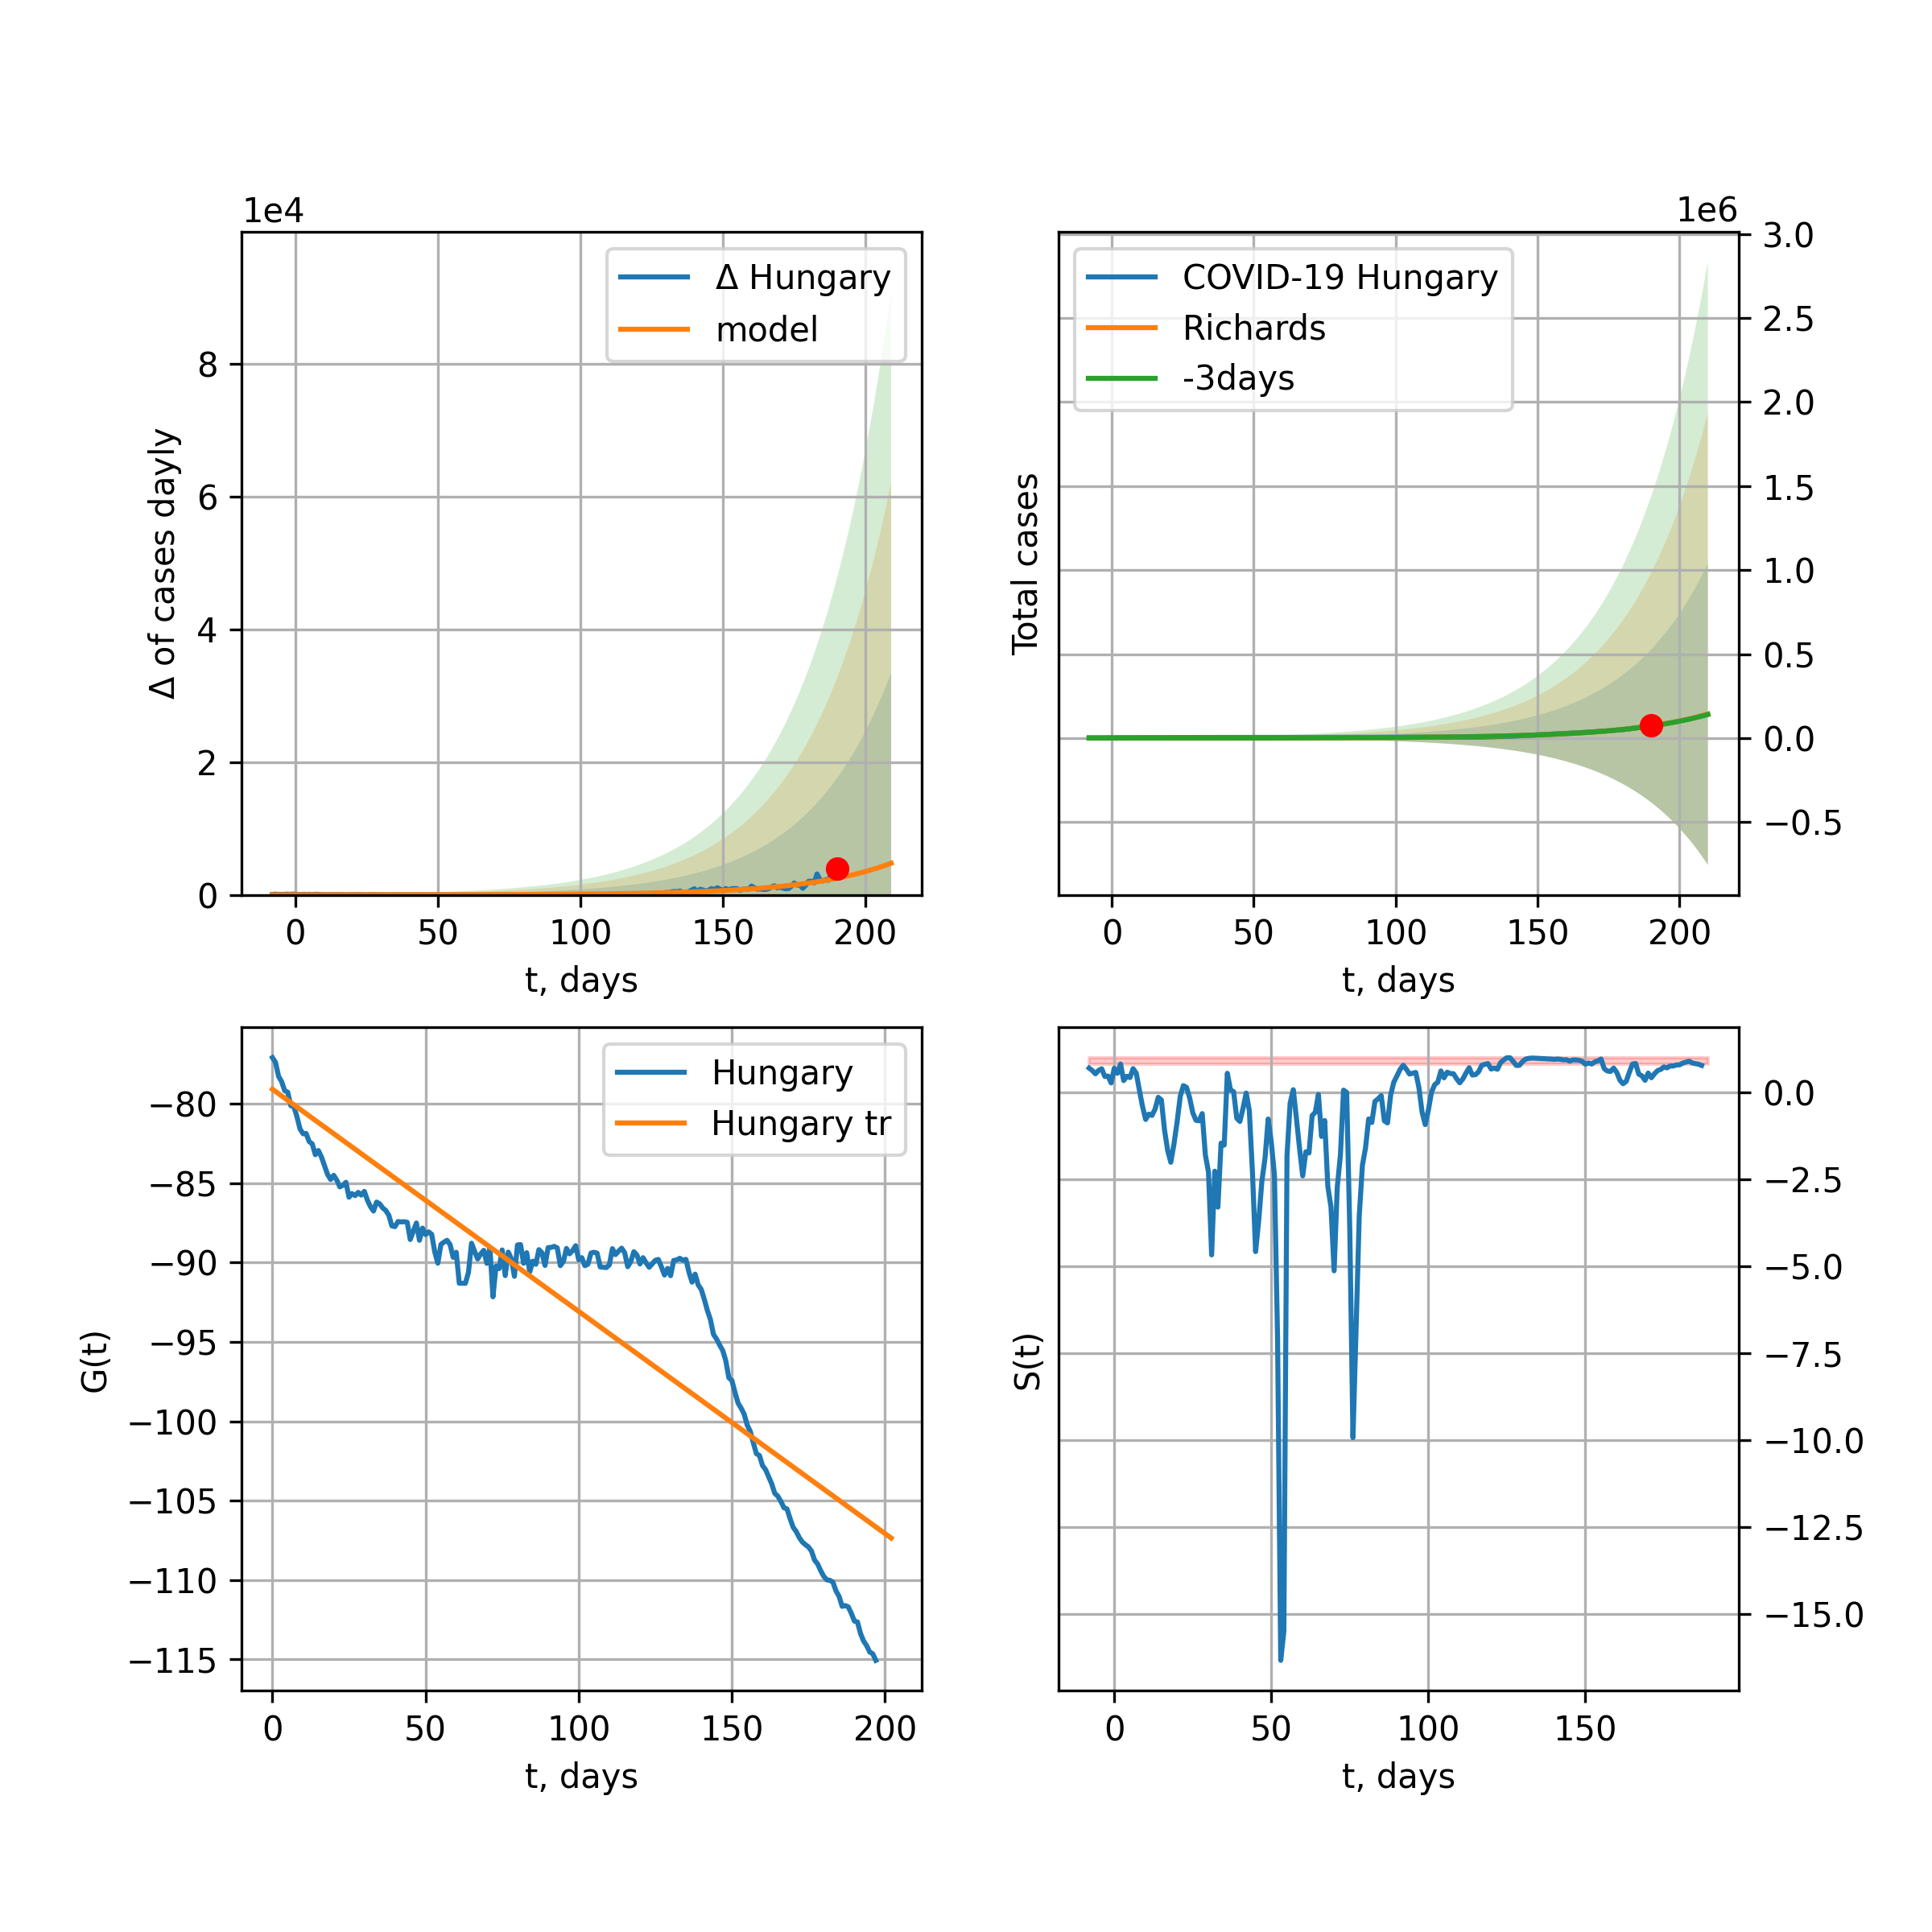 1e4
Δ of cases dayly
8
6
4
2
0
0 50 100 150 200
t, days
Δ Hungary
model
1e6
Total cases
3.0
2.5
2.0
1.5
1.0
0.5
0.0
−0.5
0 50 100 150 200
t, days
COVID-19 Hungary
Richards
-3days
G(t)
−80
−85
−90
−95
−100
−105
−110
−115
0 50 100 150 200
t, days
Hungary
Hungary tr
S(t)
0.0
−2.5
−5.0
−7.5
−10.0
−12.5
−15.0
0 50 100 150
t, days